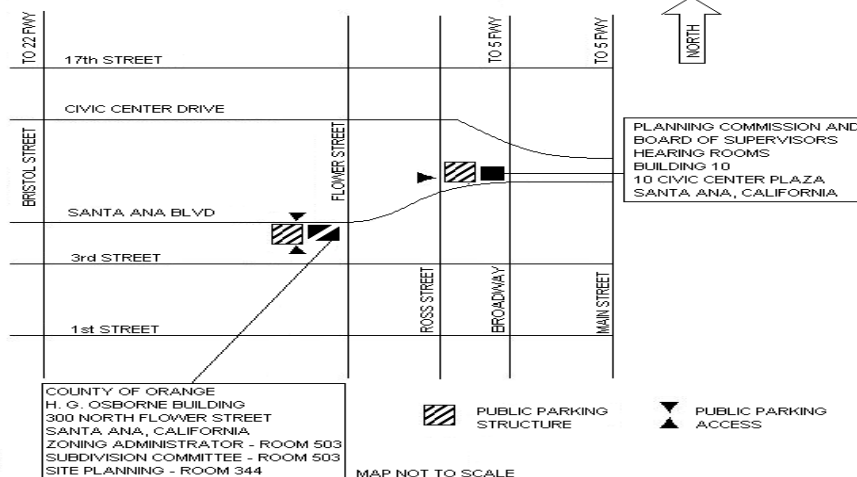 TO 22 FWY
TO 5 FWY
TO 5 FWY
NORTH
17th STREET
CIVIC CENTER DRIVE
BRISTOL STREET
FLOWER STREET
PLANNING COMMISSION AND
BOARD OF SUPERVISORS
HEARING ROOMS
BUILDING 10
10 CIVIC CENTER PLAZA
SANTA ANA, CALIFORNIA
SANTA ANA BLVD
3rd STREET
ROSS STREET
BROADWAY
MAIN STREET
1st STREET
COUNTY OF ORANGE
H. G. OSBORNE BUILDING
300 NORTH FLOWER STREET
SANTA ANA, CALIFORNIA
ZONING ADMINISTRATOR - ROOM 503
SUBDIVISION COMMITTEE - ROOM 503
SITE PLANNING - ROOM 344
PUBLIC PARKING
STRUCTURE
PUBLIC PARKING
ACCESS
MAP NOT TO SCALE